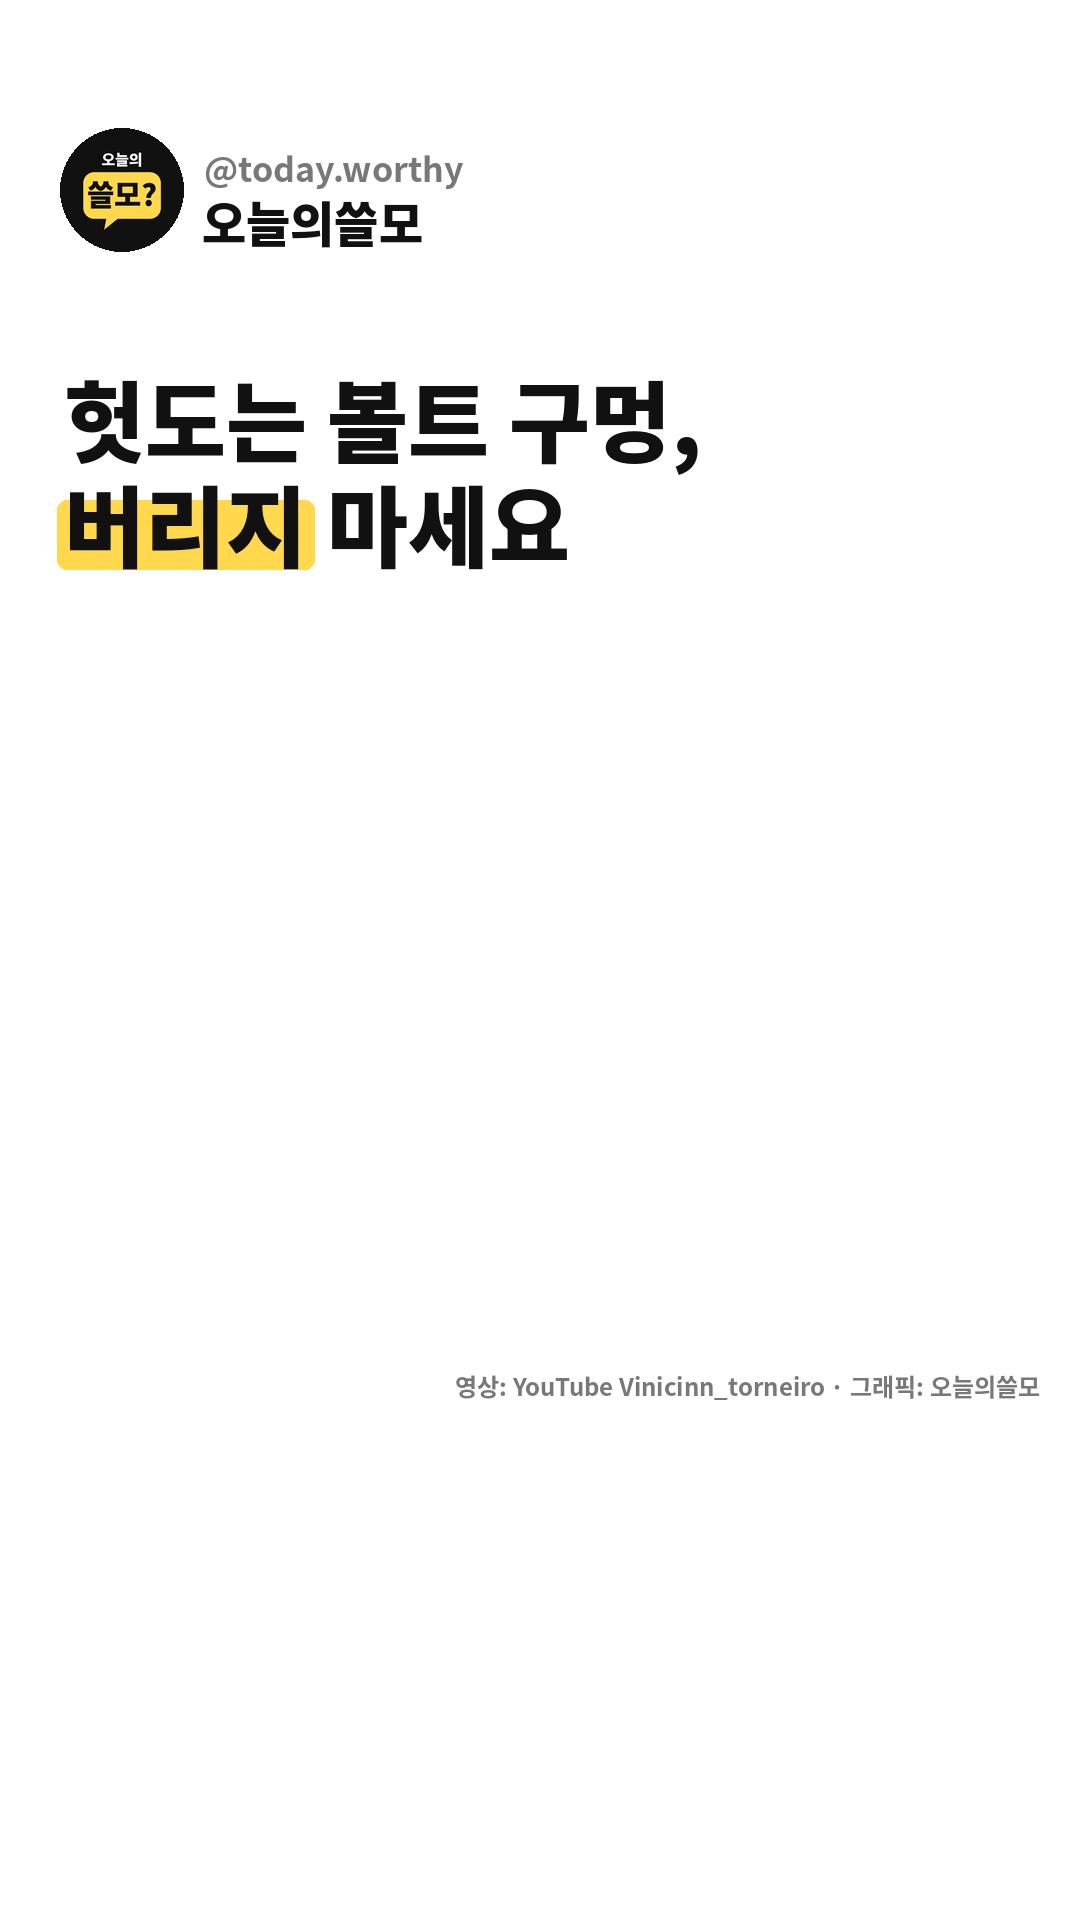 오늘의
쓸모?
@today.worthy
오늘의쓸모
헛도는 볼트 구멍,
버리지 마세요
영상: YouTube Vinicinn_torneiro · 그래픽: 오늘의쓸모